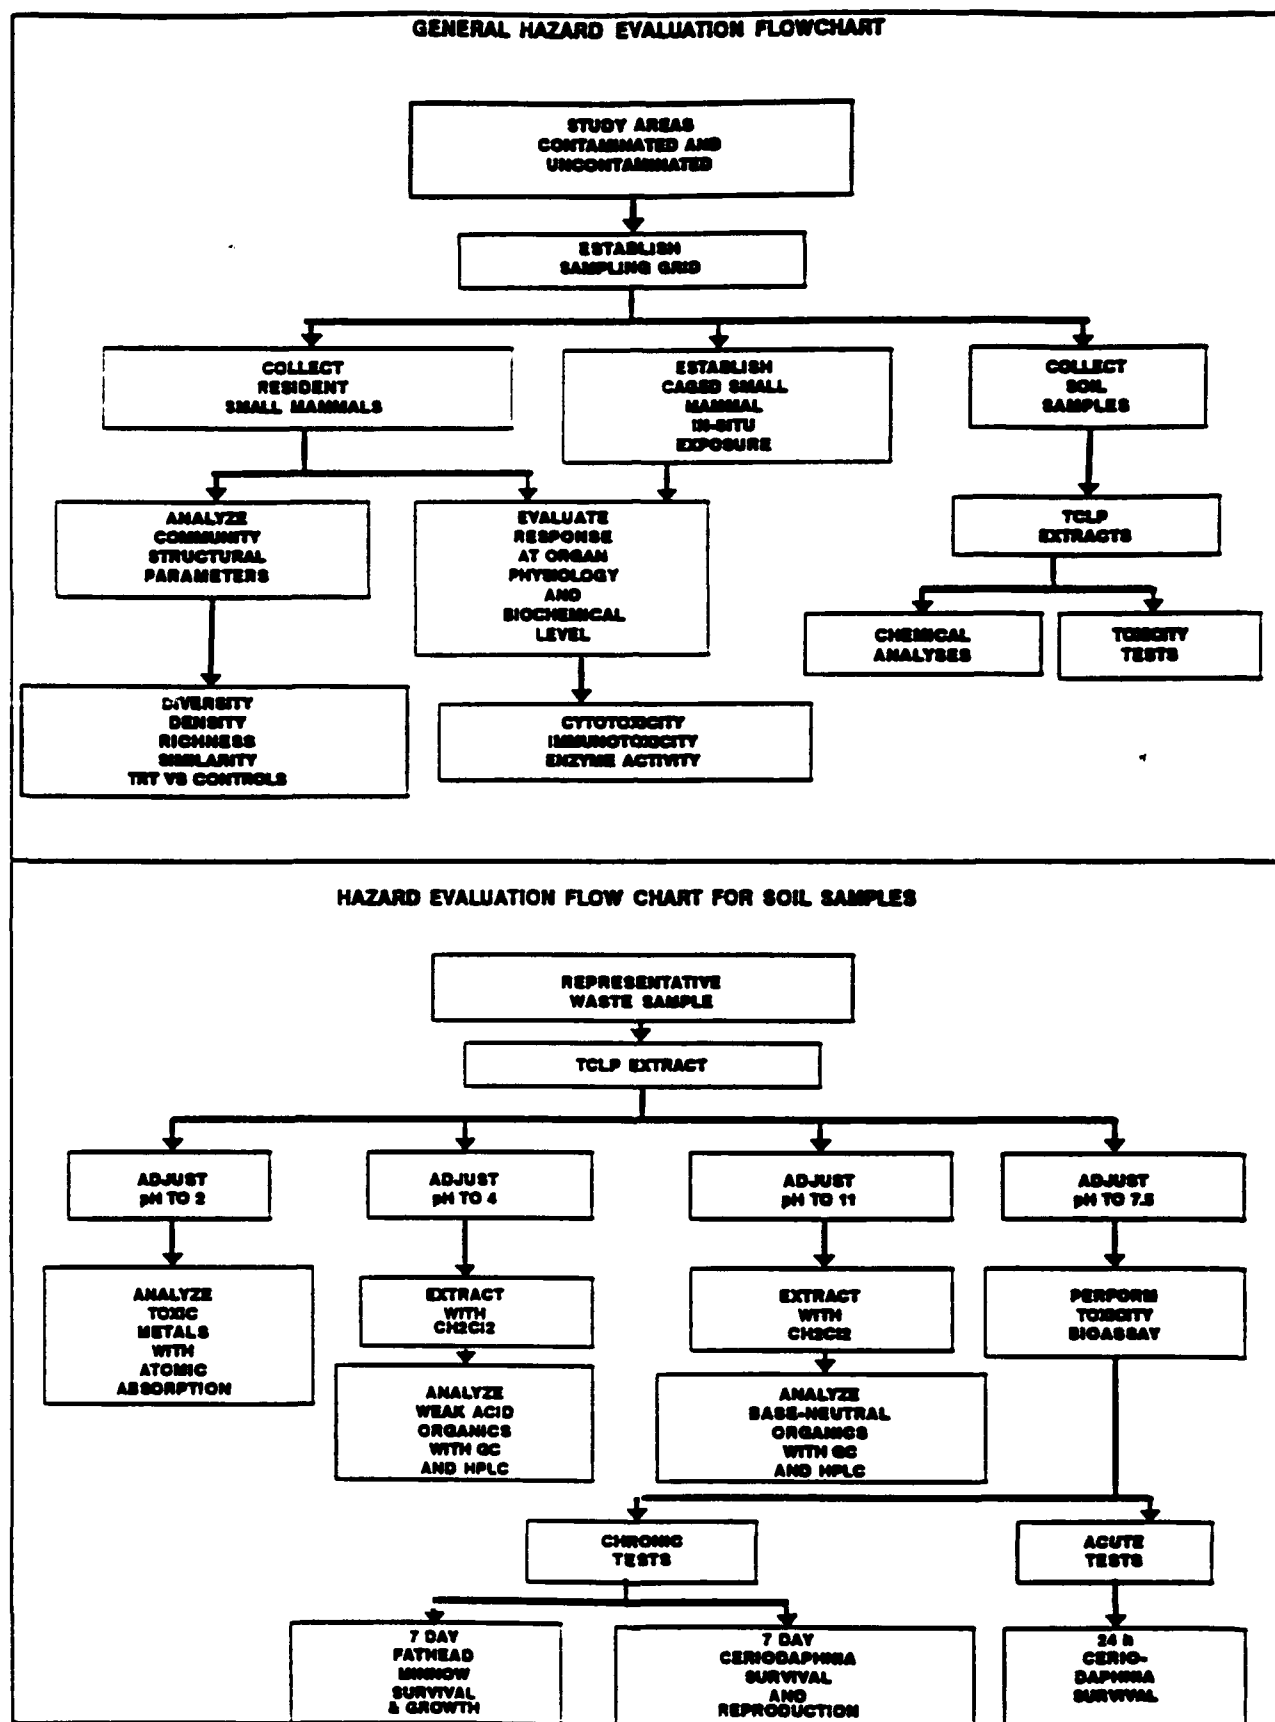 GENERAL HAZARD EVALUATION FLOWCHART
STUDY AREAS
CONTAMINATED AND
UNCONTAMINATED
ESTABLISH
SAMPLING GRID
COLLECT
RESIDENT
SMALL MAMMALS
ESTABLISH
CAGED SMALL
MAMMAL
IN-SITU
EXPOSURE
COLLECT
SOIL
SAMPLES
ANALYZE
COMMUNITY
STRUCTURAL
PARAMETERS
EVALUATE
RESPONSE
AT ORGAN
PHYSIOLOGY
AND
BIOCHEMICAL
LEVEL
TCLP
EXTRACTS
CHEMICAL
ANALYSES
TOXICITY
TESTS
DIVERSITY
DENSITY
RICHNESS
SIMILARITY
TRT VS CONTROLS
CYTOTOXICITY
IMMUNOTOXICITY
ENZYME ACTIVITY
HAZARD EVALUATION FLOW CHART FOR SOIL SAMPLES
REPRESENTATIVE
WASTE SAMPLE
TCLP EXTRACT
ADJUST
pH TO 2
ADJUST
pH TO 4
ADJUST
pH TO 11
ADJUST
pH TO 7.5
ANALYZE
TOXIC
METALS
WITH
ATOMIC
ABSORPTION
EXTRACT
WITH
CH2Cl2
EXTRACT
WITH
CH2Cl2
PERFORM
TOXICITY
BIOASSAY
ANALYZE
WEAK ACID
ORGANICS
WITH GC
AND HPLC
ANALYZE
BASE-NEUTRAL
ORGANICS
WITH GC
AND HPLC
CHRONIC
TESTS
ACUTE
TESTS
7 DAY
FATHEAD
MINNOW
SURVIVAL
& GROWTH
7 DAY
CERIODAPHNIA
SURVIVAL
AND
REPRODUCTION
24 h
CERIO-
DAPHNIA
SURVIVAL